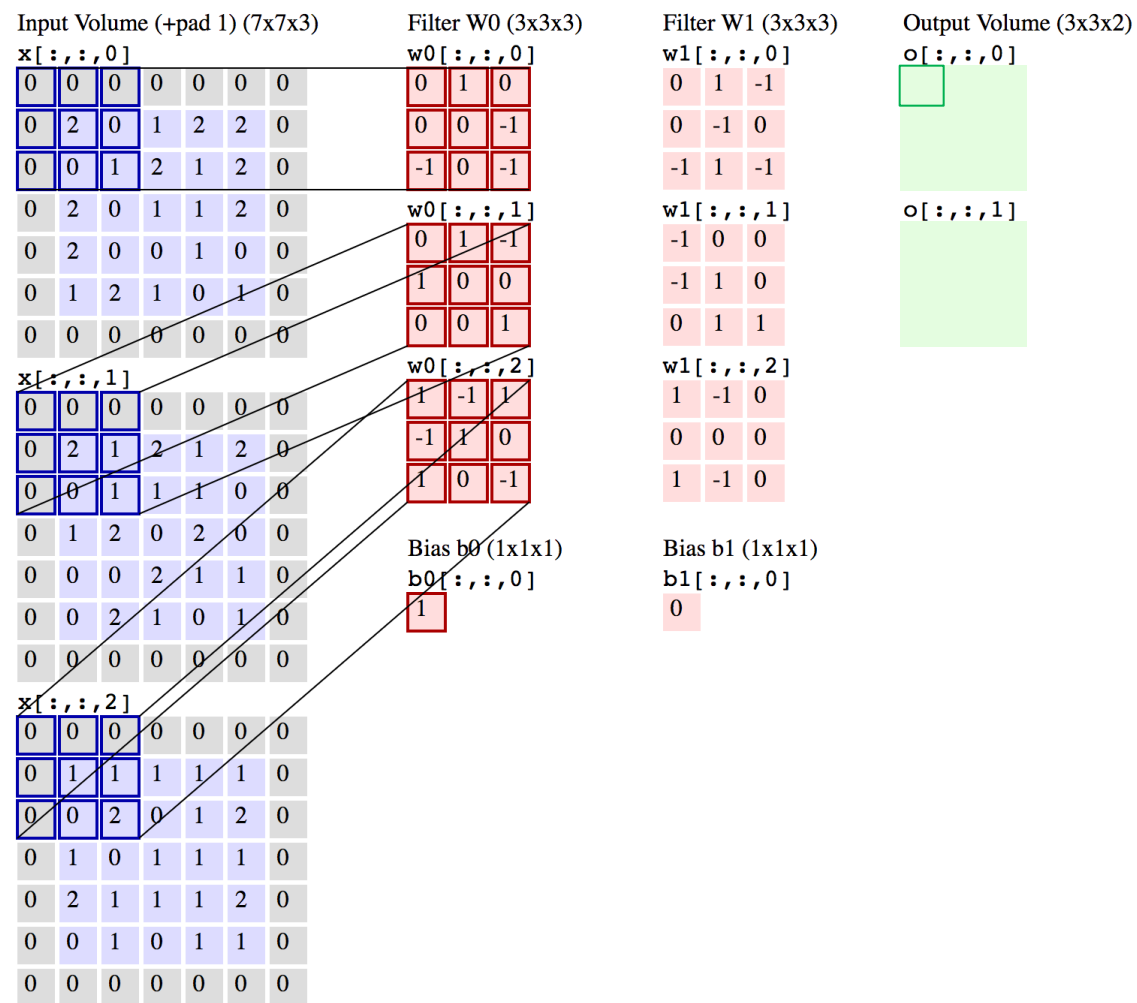 Input Volume (+pad 1) (7x7x3)
x[:,:,0]
0 0 0 0 0 0 0
0 2 0 1 2 2 0
0 0 1 2 1 2 0
0 2 0 1 1 2 0
0 2 0 0 1 0 0
0 1 2 1 0 1 0
0 0 0 0 0 0 0
x[:,:,1]
0 0 0 0 0 0 0
0 2 1 2 1 2 0
0 0 1 1 1 0 0
0 1 2 0 2 0 0
0 0 0 2 1 1 0
0 0 2 1 0 1 0
0 0 0 0 0 0 0
x[:,:,2]
0 0 0 0 0 0 0
0 1 1 1 1 1 0
0 0 2 0 1 2 0
0 1 0 1 1 1 0
0 2 1 1 1 2 0
0 0 1 0 1 1 0
0 0 0 0 0 0 0
Filter W0 (3x3x3)
w0[:,:,0]
0 1 0
0 0 -1
-1 0 -1
w0[:,:,1]
0 1 -1
1 0 0
0 0 1
w0[:,:,2]
1 -1 1
-1 1 0
1 0 -1
Bias b0 (1x1x1)
b0[:,:,0]
1
Filter W1 (3x3x3)
w1[:,:,0]
0 1 -1
0 -1 0
-1 1 -1
w1[:,:,1]
-1 0 0
-1 1 0
0 1 1
w1[:,:,2]
1 -1 0
0 0 0
1 -1 0
Bias b1 (1x1x1)
b1[:,:,0]
0
Output Volume (3x3x2)
o[:,:,0]
o[:,:,1]